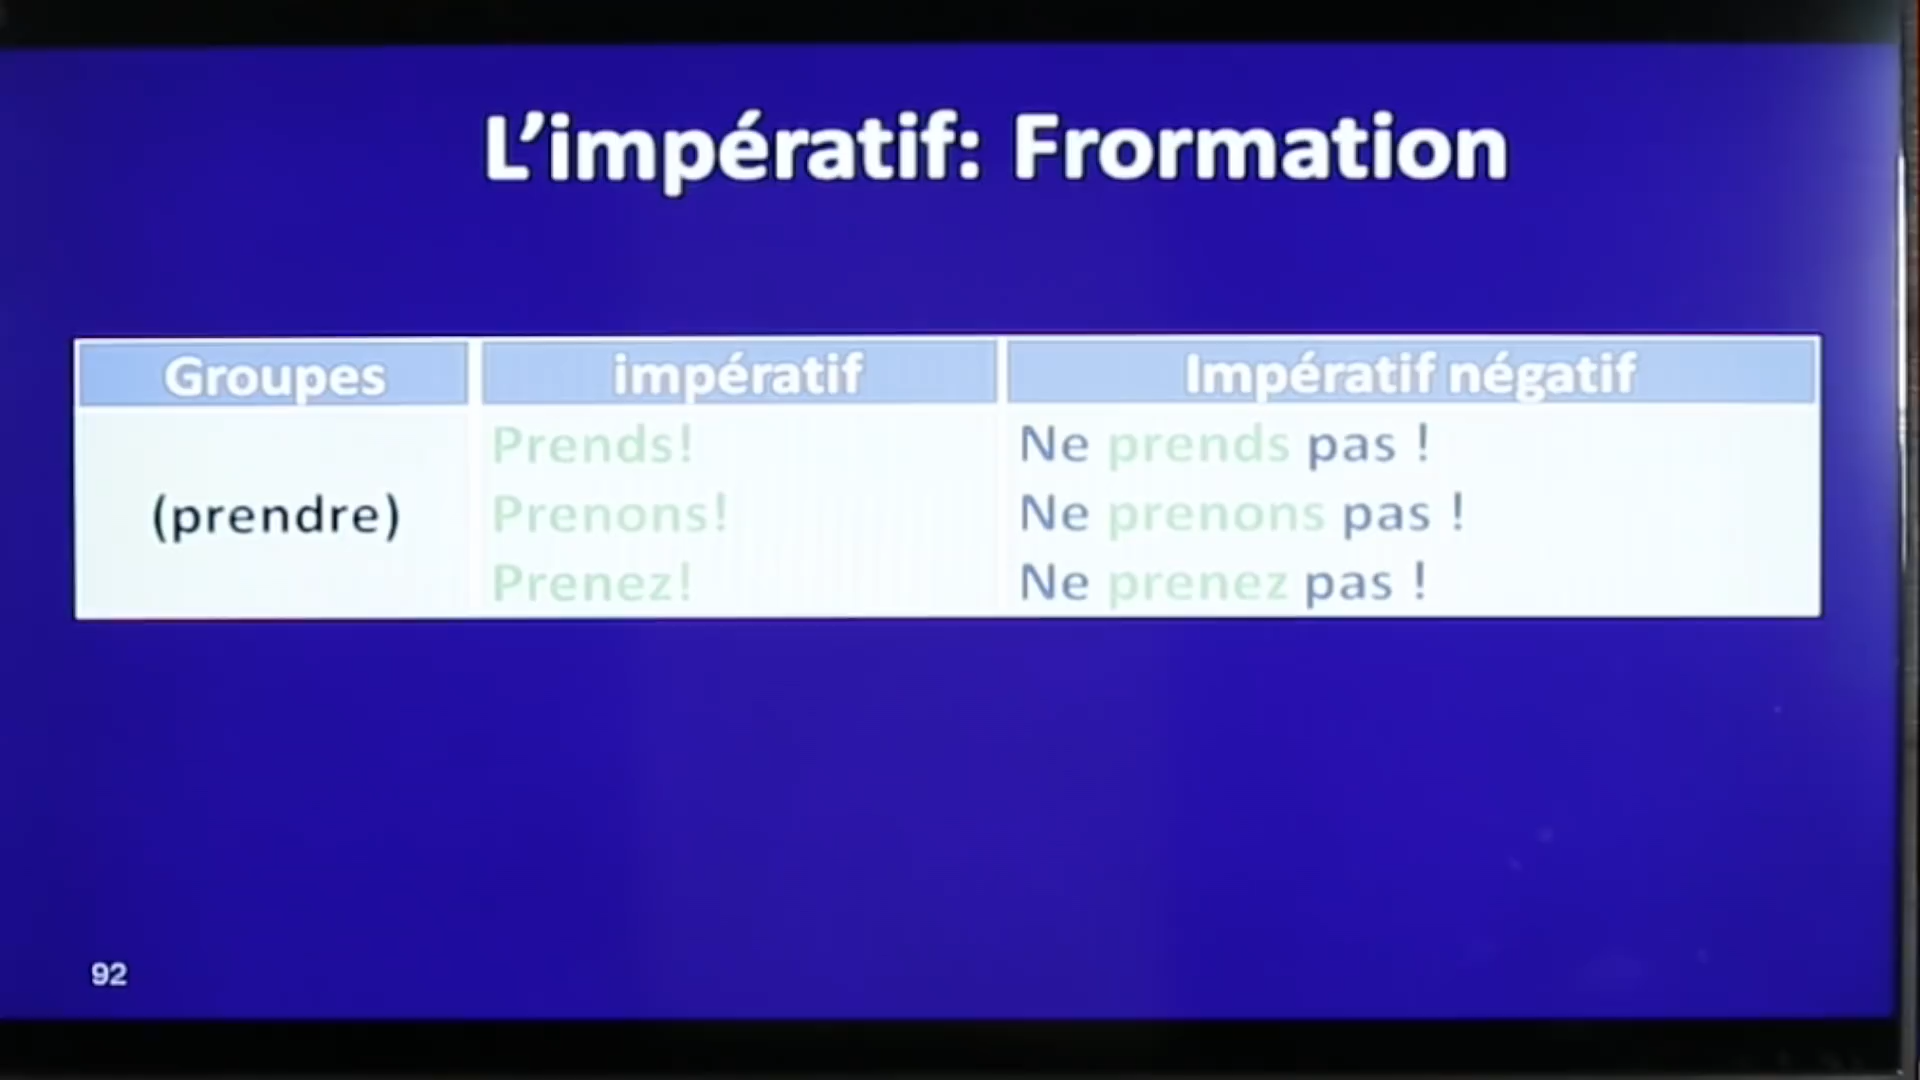 L'impératif: Frormation
Groupes impératif Impératif négatif
Prends! Ne prends pas !
(prendre) Prenons! Ne prenons pas !
Prenez! Ne prenez pas !
92